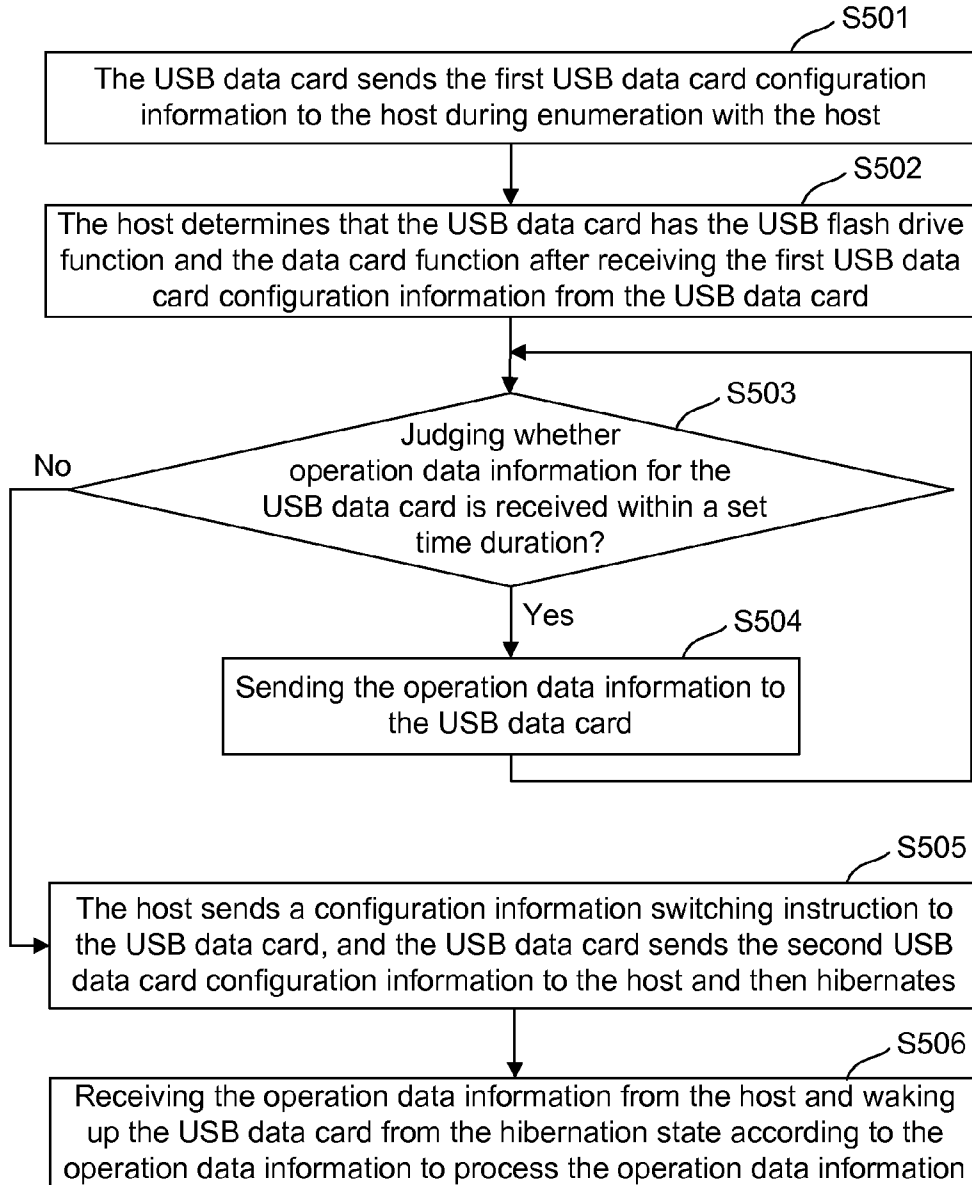 S501
The USB data card sends the first USB data card configuration
information to the host during enumeration with the host
S502
The host determines that the USB data card has the USB flash drive
function and the data card function after receiving the first USB data
card configuration information from the USB data card
S503
Judging whether
No
operation data information for the
USB data card is received within a set
time duration?
Yes
S504
Sending the operation data information to
the USB data card
S505
The host sends a configuration information switching instruction to
the USB data card, and the USB data card sends the second USB
data card configuration information to the host and then hibernates
S506
Receiving the operation data information from the host and waking
up the USB data card from the hibernation state according to the
operation data information to process the operation data information